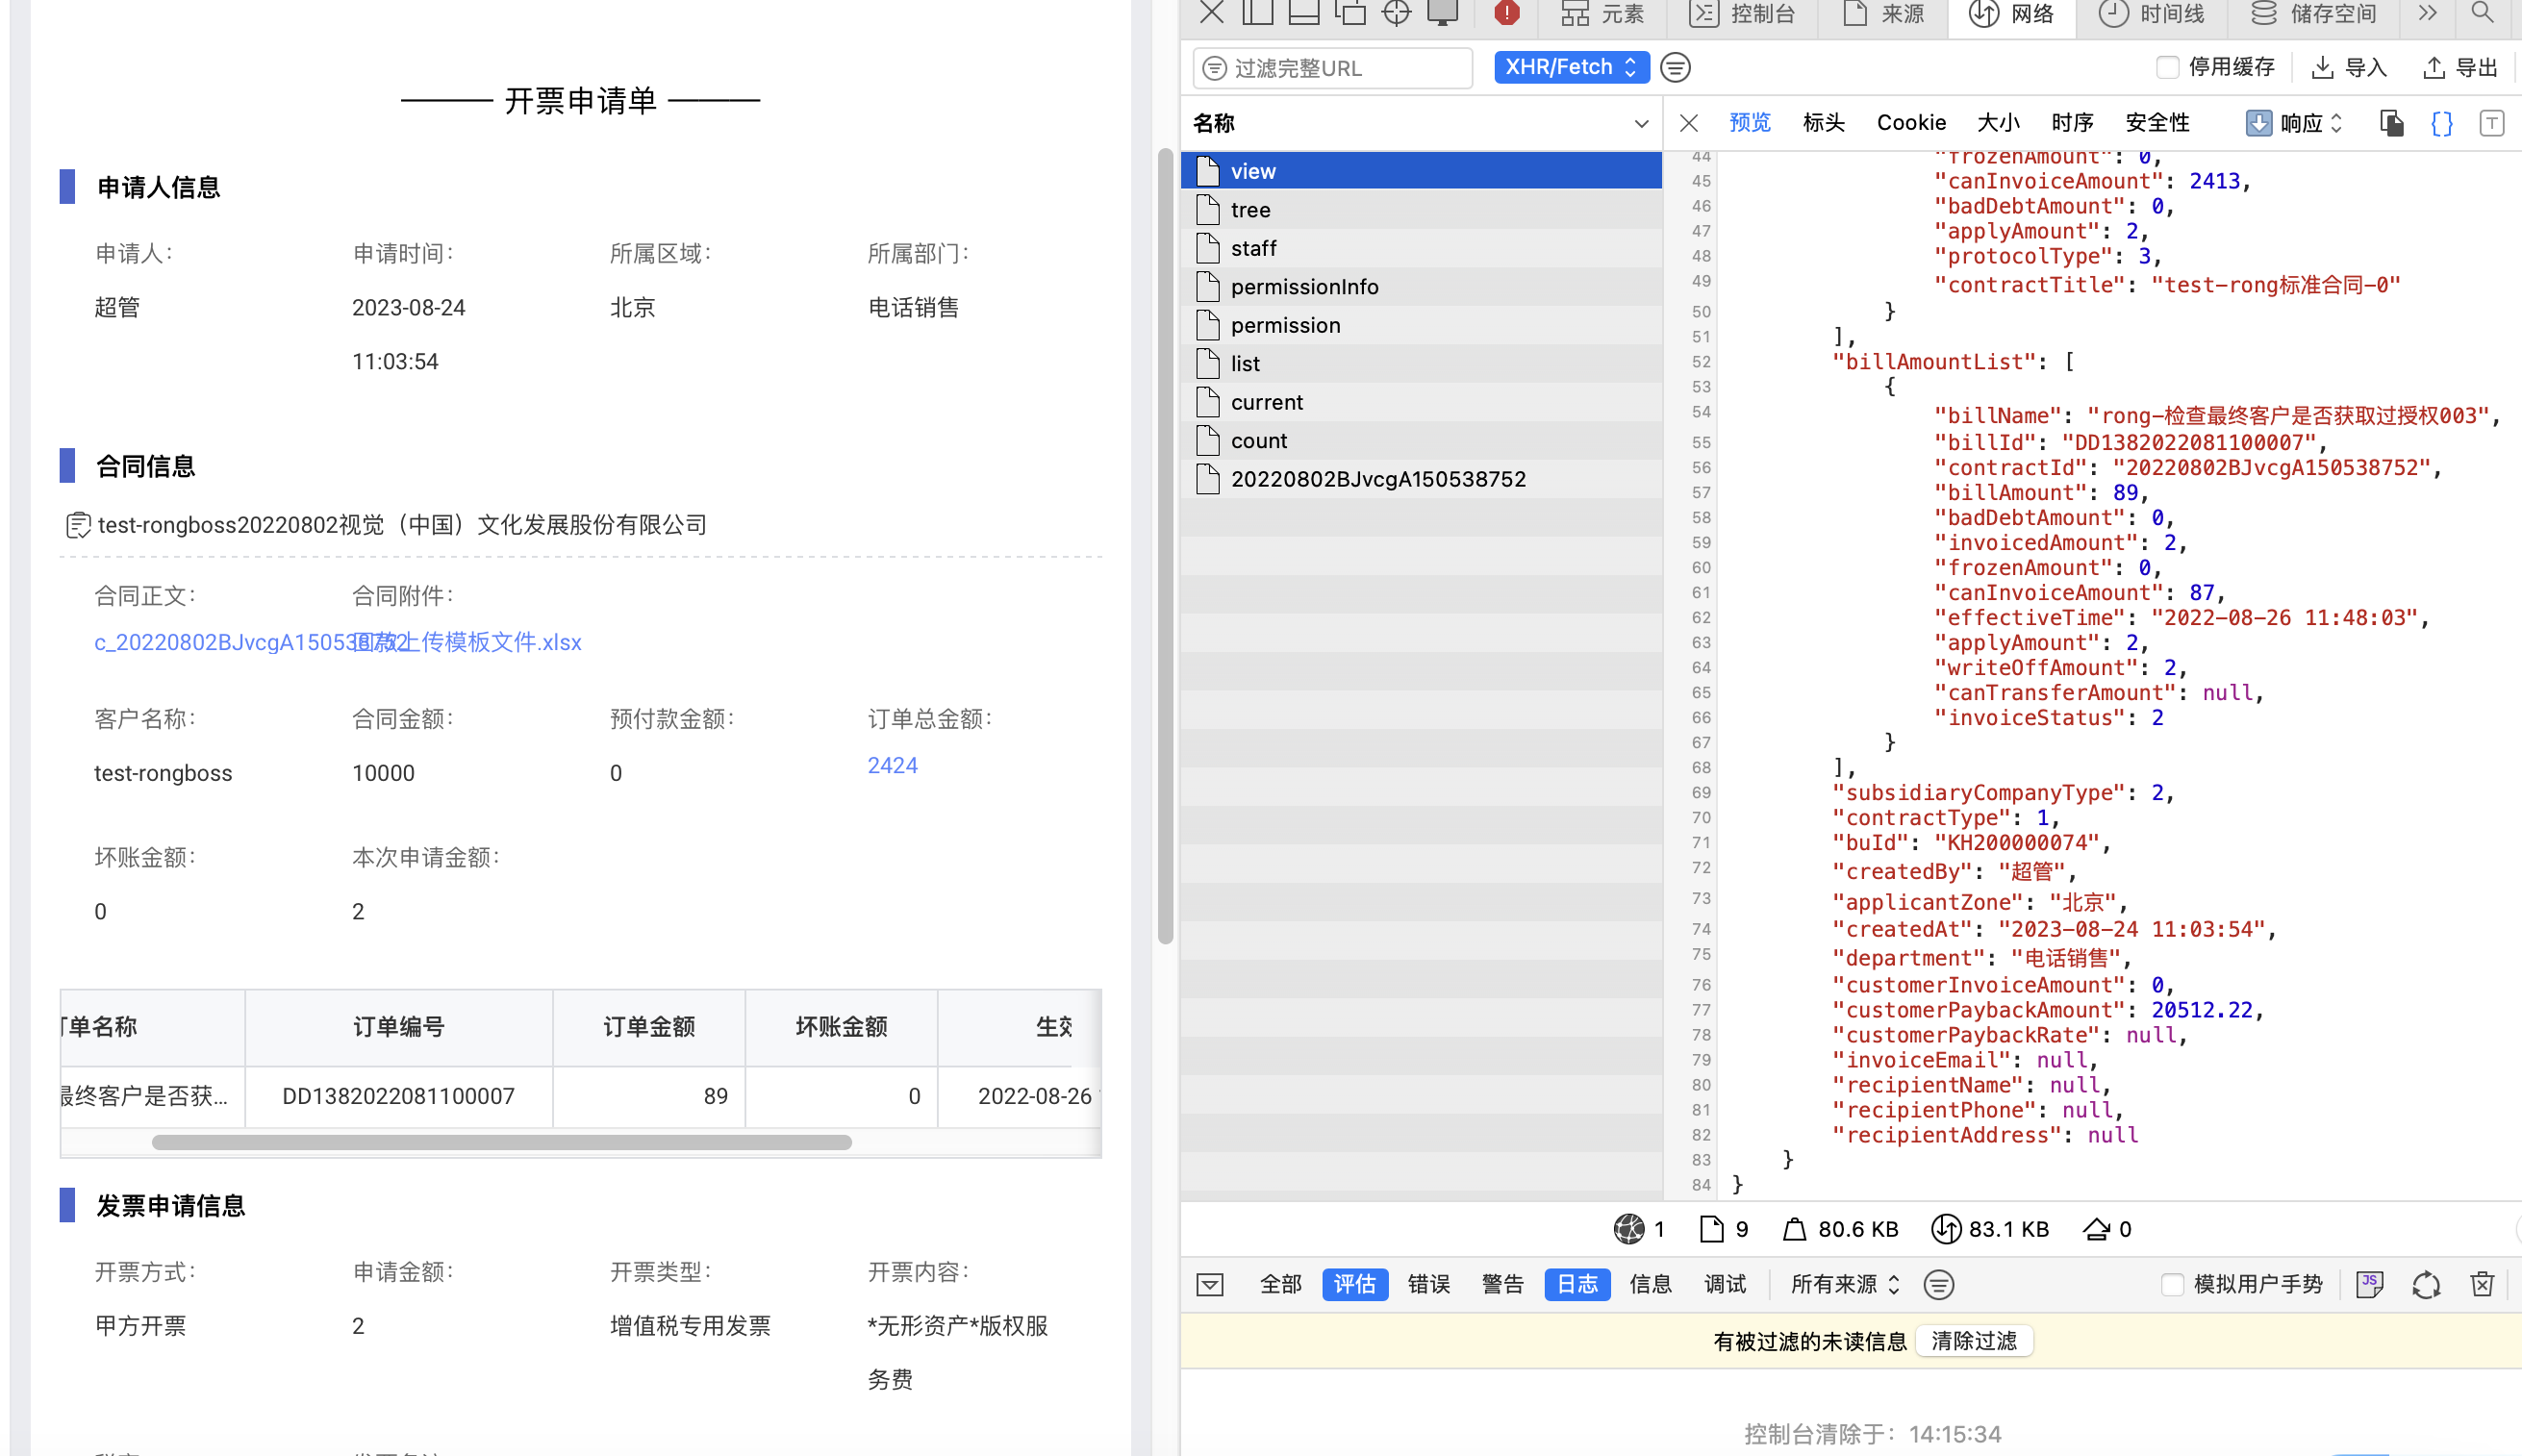 开票申请单
申请人信息
申请人：
申请时间：
所属区域：
所属部门：
超管
2023-08-24
11:03:54
北京
电话销售
合同信息
test-rongboss20220802视觉（中国）文化发展股份有限公司
合同正文：
合同附件：
c_20220802BJvcgA150538752
上传模板文件.xlsx
客户名称：
合同金额：
预付款金额：
订单总金额：
test-rongboss
10000
0
2424
坏账金额：
本次申请金额：
0
2
单名称
订单编号
订单金额
坏账金额
生效
最终客户是否获...
DD1382022081100007
89
0
2022-08-26
发票申请信息
开票方式：
申请金额：
开票类型：
开票内容：
甲方开票
2
增值税专用发票
*无形资产*版权服
务费
元素
控制台
来源
网络
时间线
储存空间
过滤完整URL
XHR/Fetch
停用缓存
导入
导出
名称
预览
标头
Cookie
大小
时序
安全性
响应
view
tree
staff
permissionInfo
permission
list
current
count
20220802BJvcgA150538752
44 "frozenAmount": 0,
45 "canInvoiceAmount": 2413,
46 "badDebtAmount": 0,
47 "applyAmount": 2,
48 "protocolType": 3,
49 "contractTitle": "test-rong标准合同-0"
50 }
51 ],
52 "billAmountList": [
53 {
54 "billName": "rong-检查最终客户是否获取过授权003",
55 "billId": "DD1382022081100007",
56 "contractId": "20220802BJvcgA150538752",
57 "billAmount": 89,
58 "badDebtAmount": 0,
59 "invoicedAmount": 2,
60 "frozenAmount": 0,
61 "canInvoiceAmount": 87,
62 "effectiveTime": "2022-08-26 11:48:03",
63 "applyAmount": 2,
64 "writeOffAmount": 2,
65 "canTransferAmount": null,
66 "invoiceStatus": 2
67 }
68 ],
69 "subsidiaryCompanyType": 2,
70 "contractType": 1,
71 "buId": "KH200000074",
72 "createdBy": "超管",
73 "applicantZone": "北京",
74 "createdAt": "2023-08-24 11:03:54",
75 "department": "电话销售",
76 "customerInvoiceAmount": 0,
77 "customerPaybackAmount": 20512.22,
78 "customerPaybackRate": null,
79 "invoiceEmail": null,
80 "recipientName": null,
81 "recipientPhone": null,
82 "recipientAddress": null
83 }
84 }
1
9
80.6 KB
83.1 KB
0
全部
评估
错误
警告
日志
信息
调试
所有来源
模拟用户手势
有被过滤的未读信息
清除过滤
控制台清除于：14:15:34